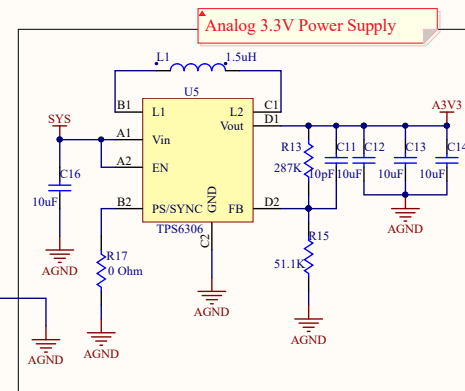 Analog 3.3V Power Supply
L1 1.5uH
U5
B1 L1 L2 C1
SYS Vout D1 A3V3
A1 Vin
R13 C11 C12 C13 C14
A2 EN 287K 10pF 10uF 10uF 10uF
C16
10uF
B2 PS/SYNC GND FB D2
TPS6306
C2
AGND
R15
R17
0 Ohm
51.1K
AGND
AGND
AGND
AGND
AGND